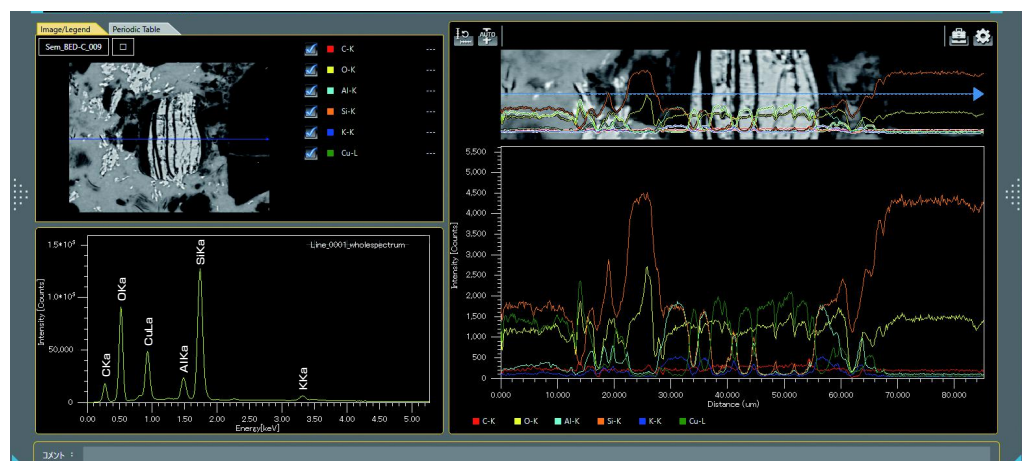 Image/Legend Periodic Table
Sem_BED-C_009
C-K ---
O-K ---
Al-K ---
Si-K ---
K-K ---
Cu-L ---
AUTO
Line_0001_wholespectrum
Intensity [Counts]
1.5*10⁵
1.0*10⁵
50,000
0
CKa
OKa
CuLa
AlKa
SiKa
KKa
0.00 0.50 1.00 1.50 2.00 2.50 3.00 3.50 4.00 4.50 5.00
Energy[keV]
Intensity [Counts]
5,500
5,000
4,500
4,000
3,500
3,000
2,500
2,000
1,500
1,000
500
0
0.000 10.000 20.000 30.000 40.000 50.000 60.000 70.000 80.000
Distance (um)
C-K O-K Al-K Si-K K-K Cu-L
コメント :